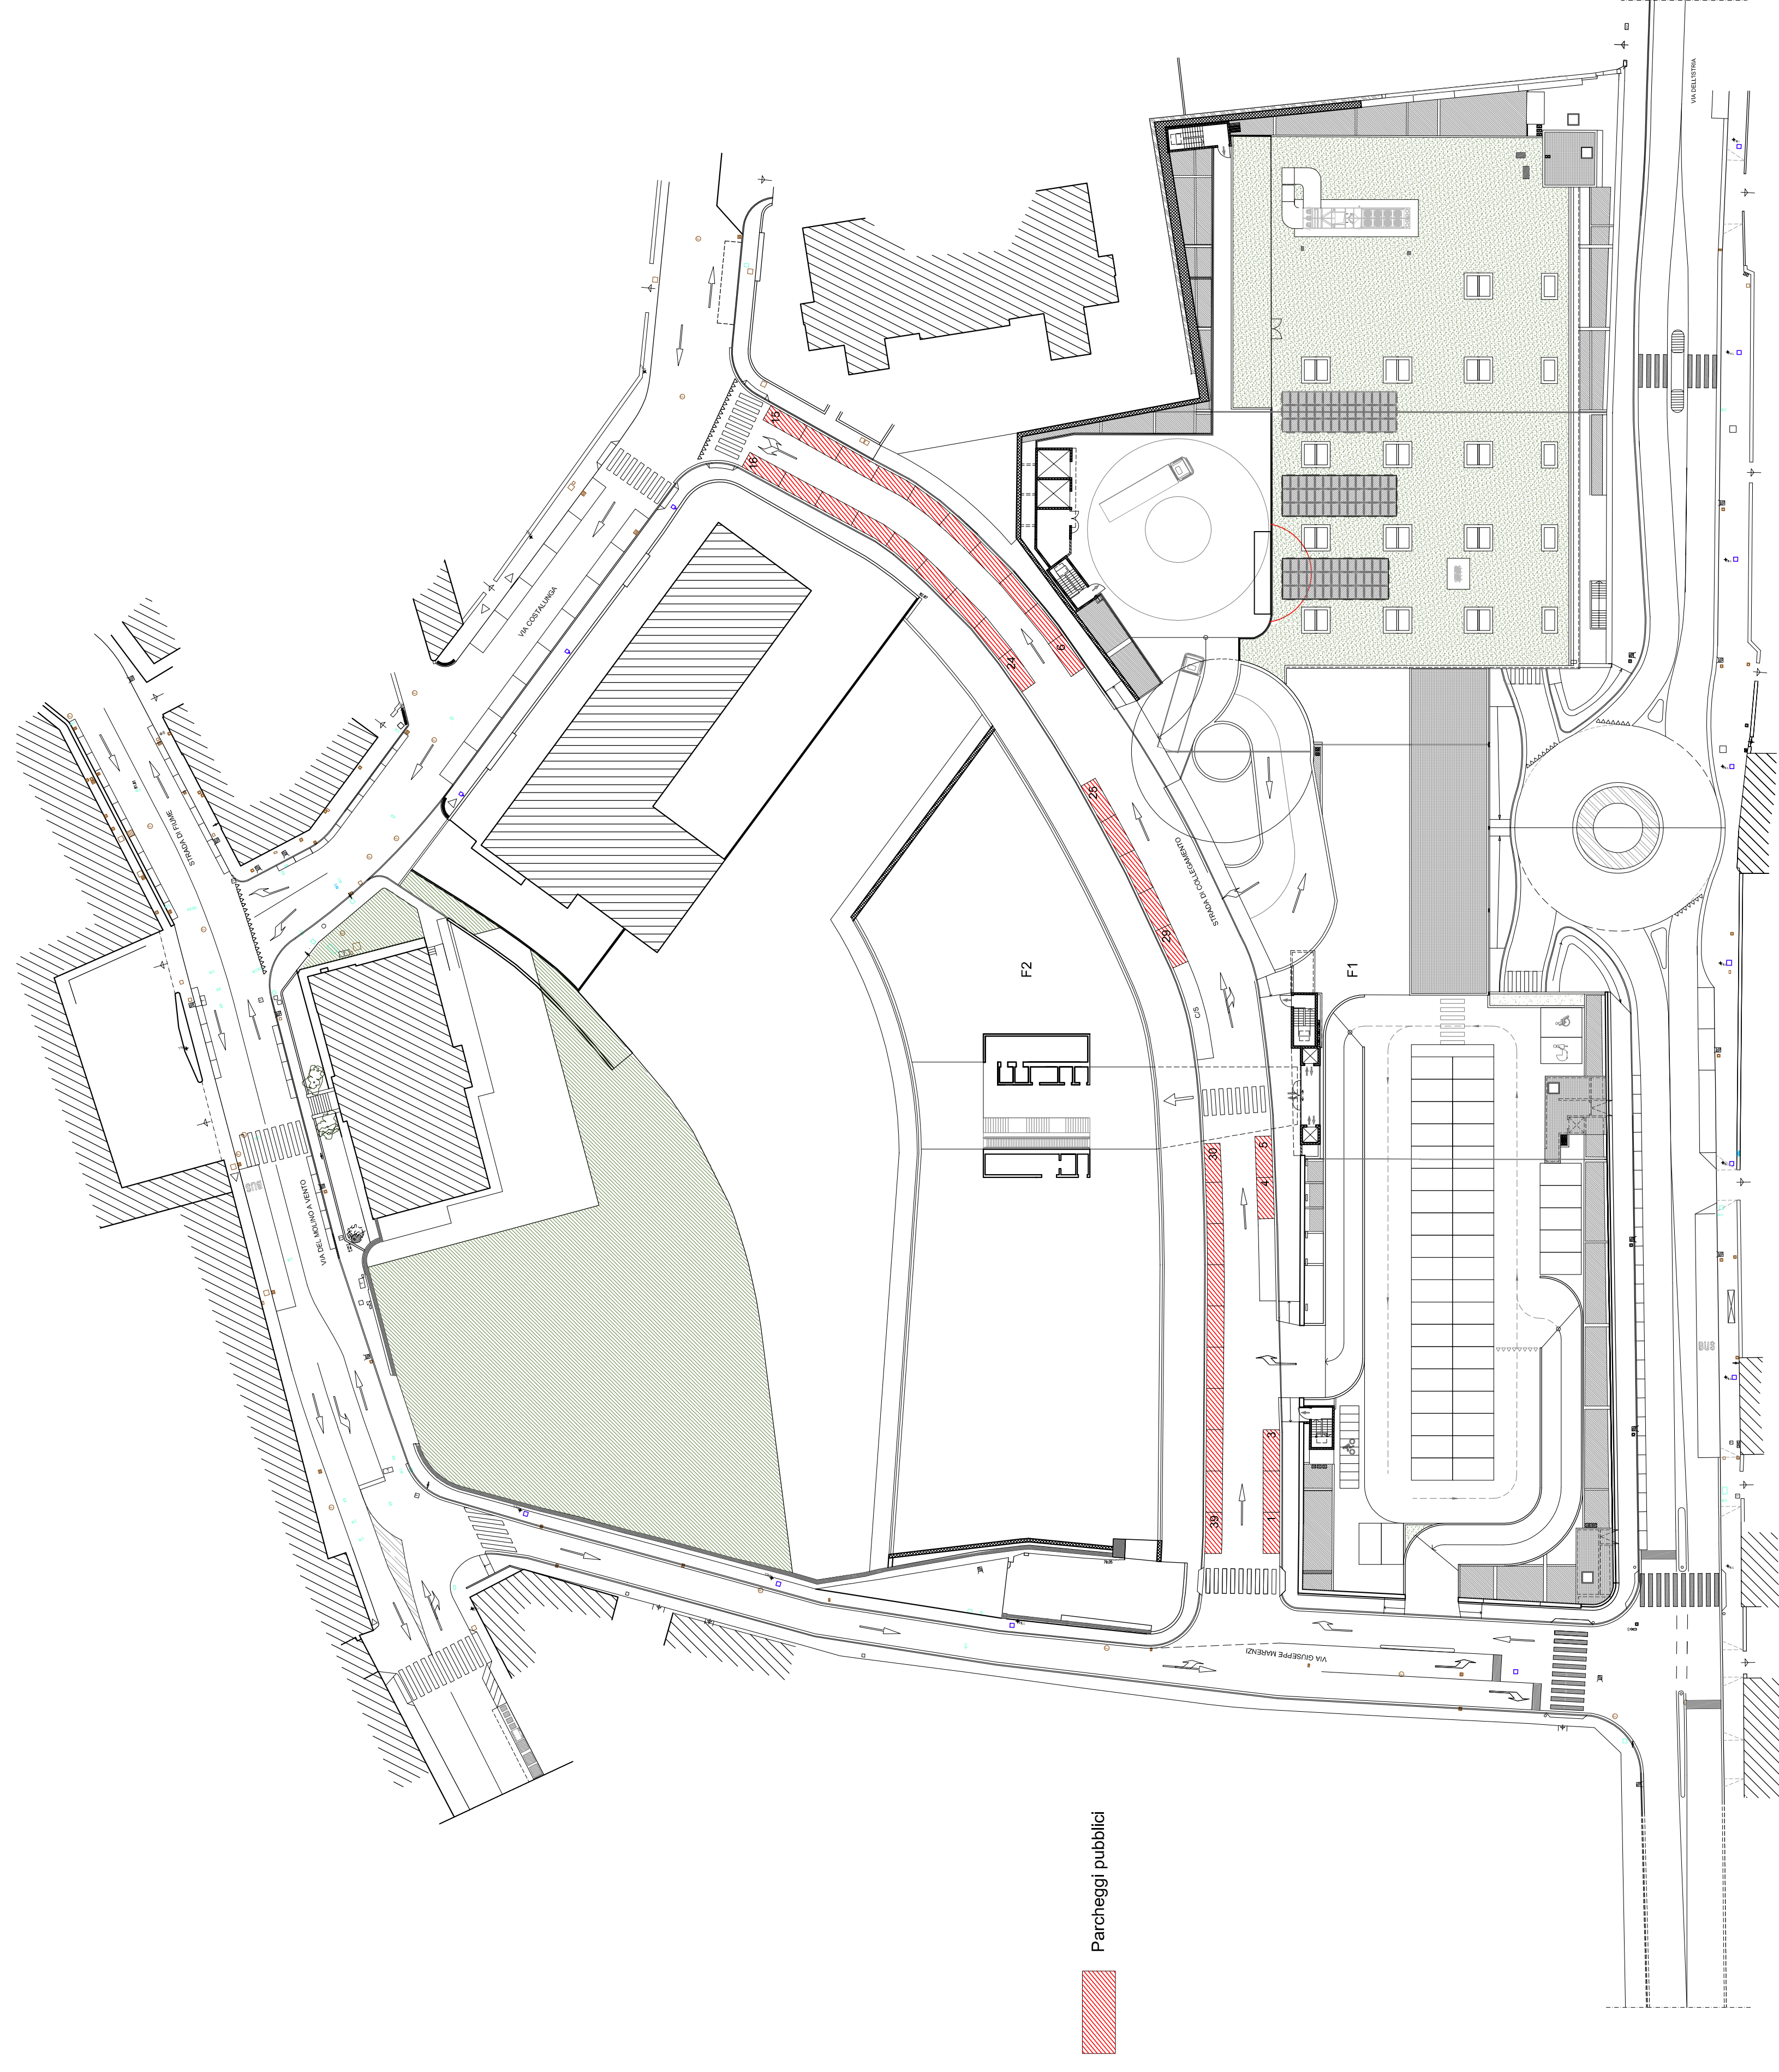 VIA DELL'ISTRIA
VIA COSTALUNGA
STRADA DI FIUME
VIA DEL MOLINO A VENTO
STRADA DI COLLEGAMENTO
VIA GIUSEPPE MARENZI
15
16
24
6
25
29
C/S
F2
F1
30
5
4
39
3
1
BUS
BUS
Parcheggi pubblici